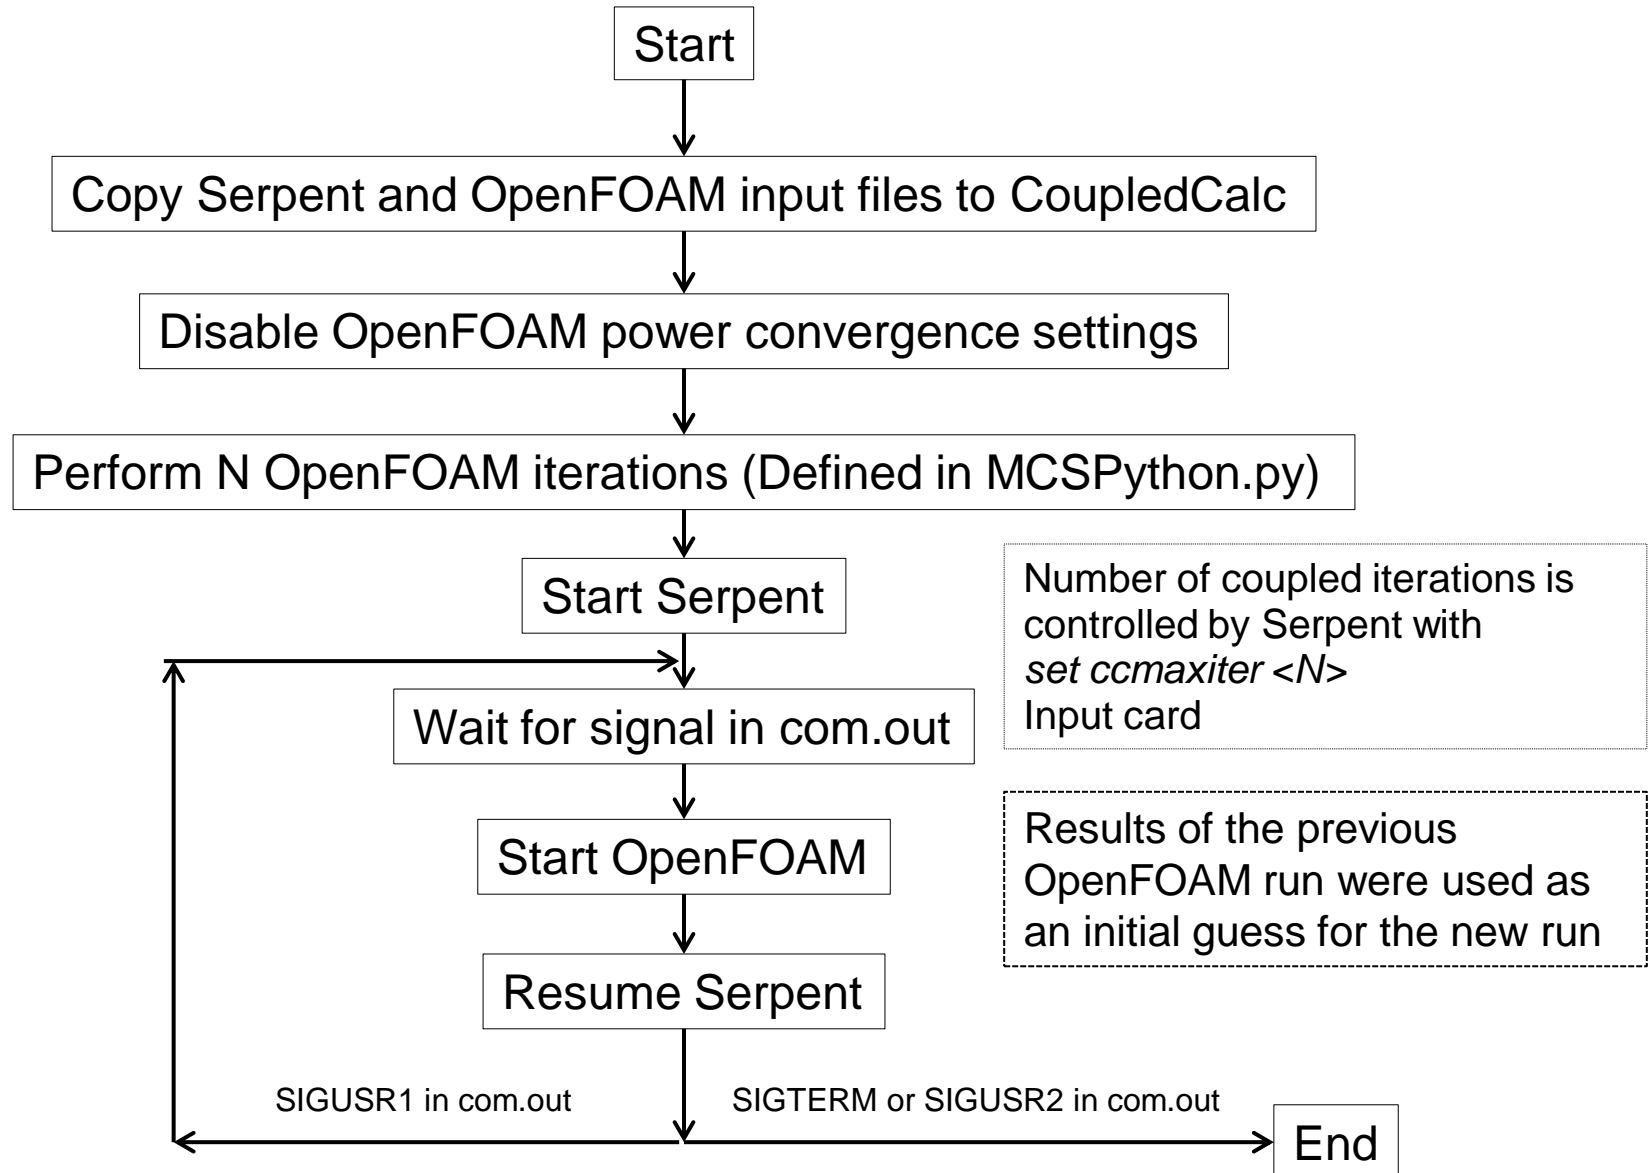 Start
Copy Serpent and OpenFOAM input files to CoupledCalc
Disable OpenFOAM power convergence settings
Perform N OpenFOAM iterations (Defined in MCSPython.py)
Start Serpent
Number of coupled iterations is
controlled by Serpent with
set ccmaxiter <N>
Input card
Wait for signal in com.out
Start OpenFOAM
Results of the previous
OpenFOAM run were used as
an initial guess for the new run
Resume Serpent
SIGUSR1 in com.out
SIGTERM or SIGUSR2 in com.out
End